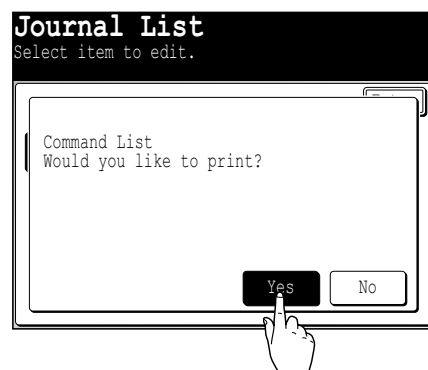 Journal List
Select item to edit.
Command List
Would you like to print?
Yes
No